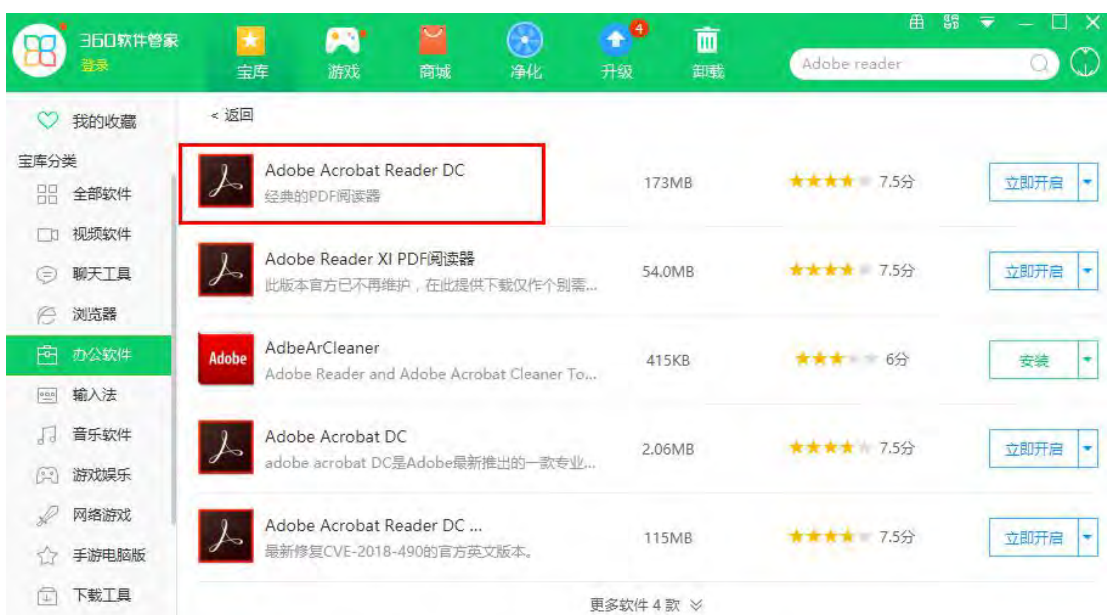 360软件管家
登录
宝库
游戏
商城
净化
4
升级
卸载
Adobe reader
我的收藏
宝库分类
全部软件
视频软件
聊天工具
浏览器
办公软件
输入法
音乐软件
游戏娱乐
网络游戏
手游电脑版
下载工具
< 返回
Adobe Acrobat Reader DC
经典的PDF阅读器
173MB
7.5分
立即开启
Adobe Reader XI PDF阅读器
此版本官方已不再维护，在此提供下载仅作个别需...
54.0MB
7.5分
立即开启
Adobe
AdbeArCleaner
Adobe Reader and Adobe Acrobat Cleaner To...
415KB
6分
安装
Adobe Acrobat DC
adobe acrobat DC是Adobe最新推出的一款专业...
2.06MB
7.5分
立即开启
Adobe Acrobat Reader DC ...
最新修复CVE-2018-490的官方英文版本。
115MB
7.5分
立即开启
更多软件 4 款